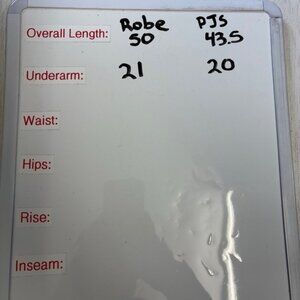 Robe PJS
Overall Length: 50 43.5
Underarm: 21 20
Waist:
Hips:
Rise:
Inseam: